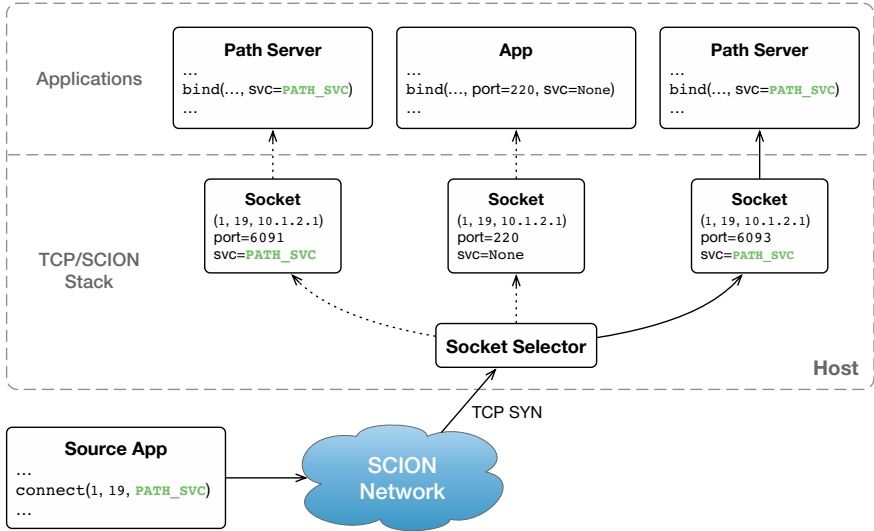 Applications
Path Server
...
bind(..., svc=PATH_SVC)
...
App
...
bind(..., port=220, svc=None)
...
Path Server
...
bind(..., svc=PATH_SVC)
...
TCP/SCION
Stack
Socket
(1, 19, 10.1.2.1)
port=6091
svc=PATH_SVC
Socket
(1, 19, 10.1.2.1)
port=220
svc=None
Socket
(1, 19, 10.1.2.1)
port=6093
svc=PATH_SVC
Socket Selector
Host
TCP SYN
Source App
...
connect(1, 19, PATH_SVC)
...
SCION
Network